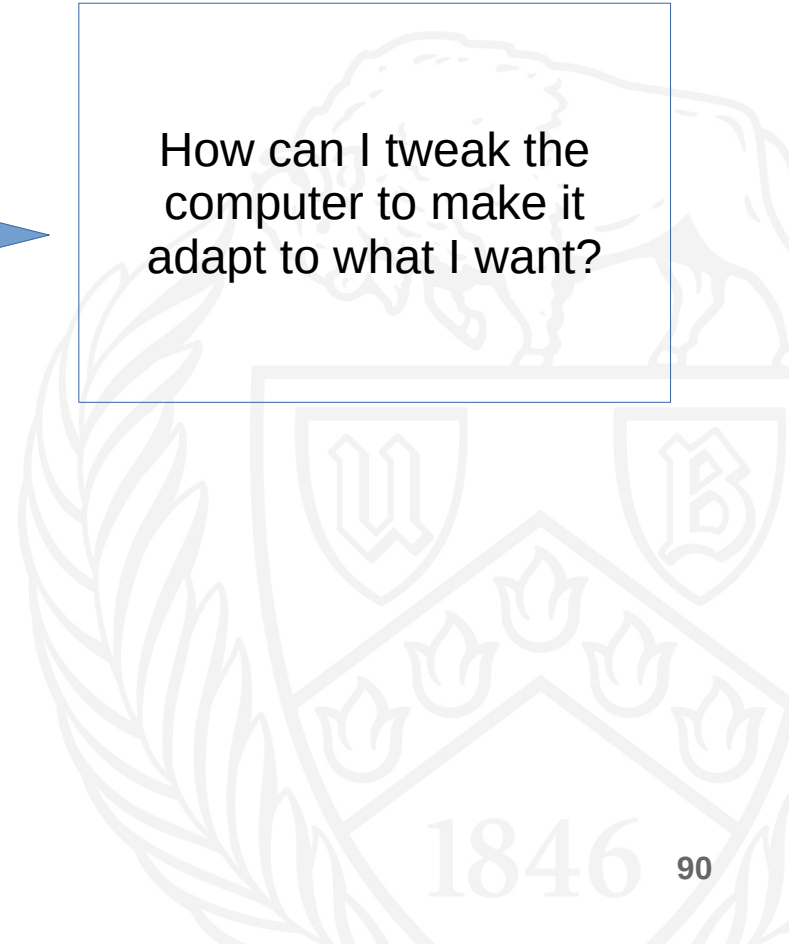 How can I tweak the
computer to make it
adapt to what I want?
U B
1846
90